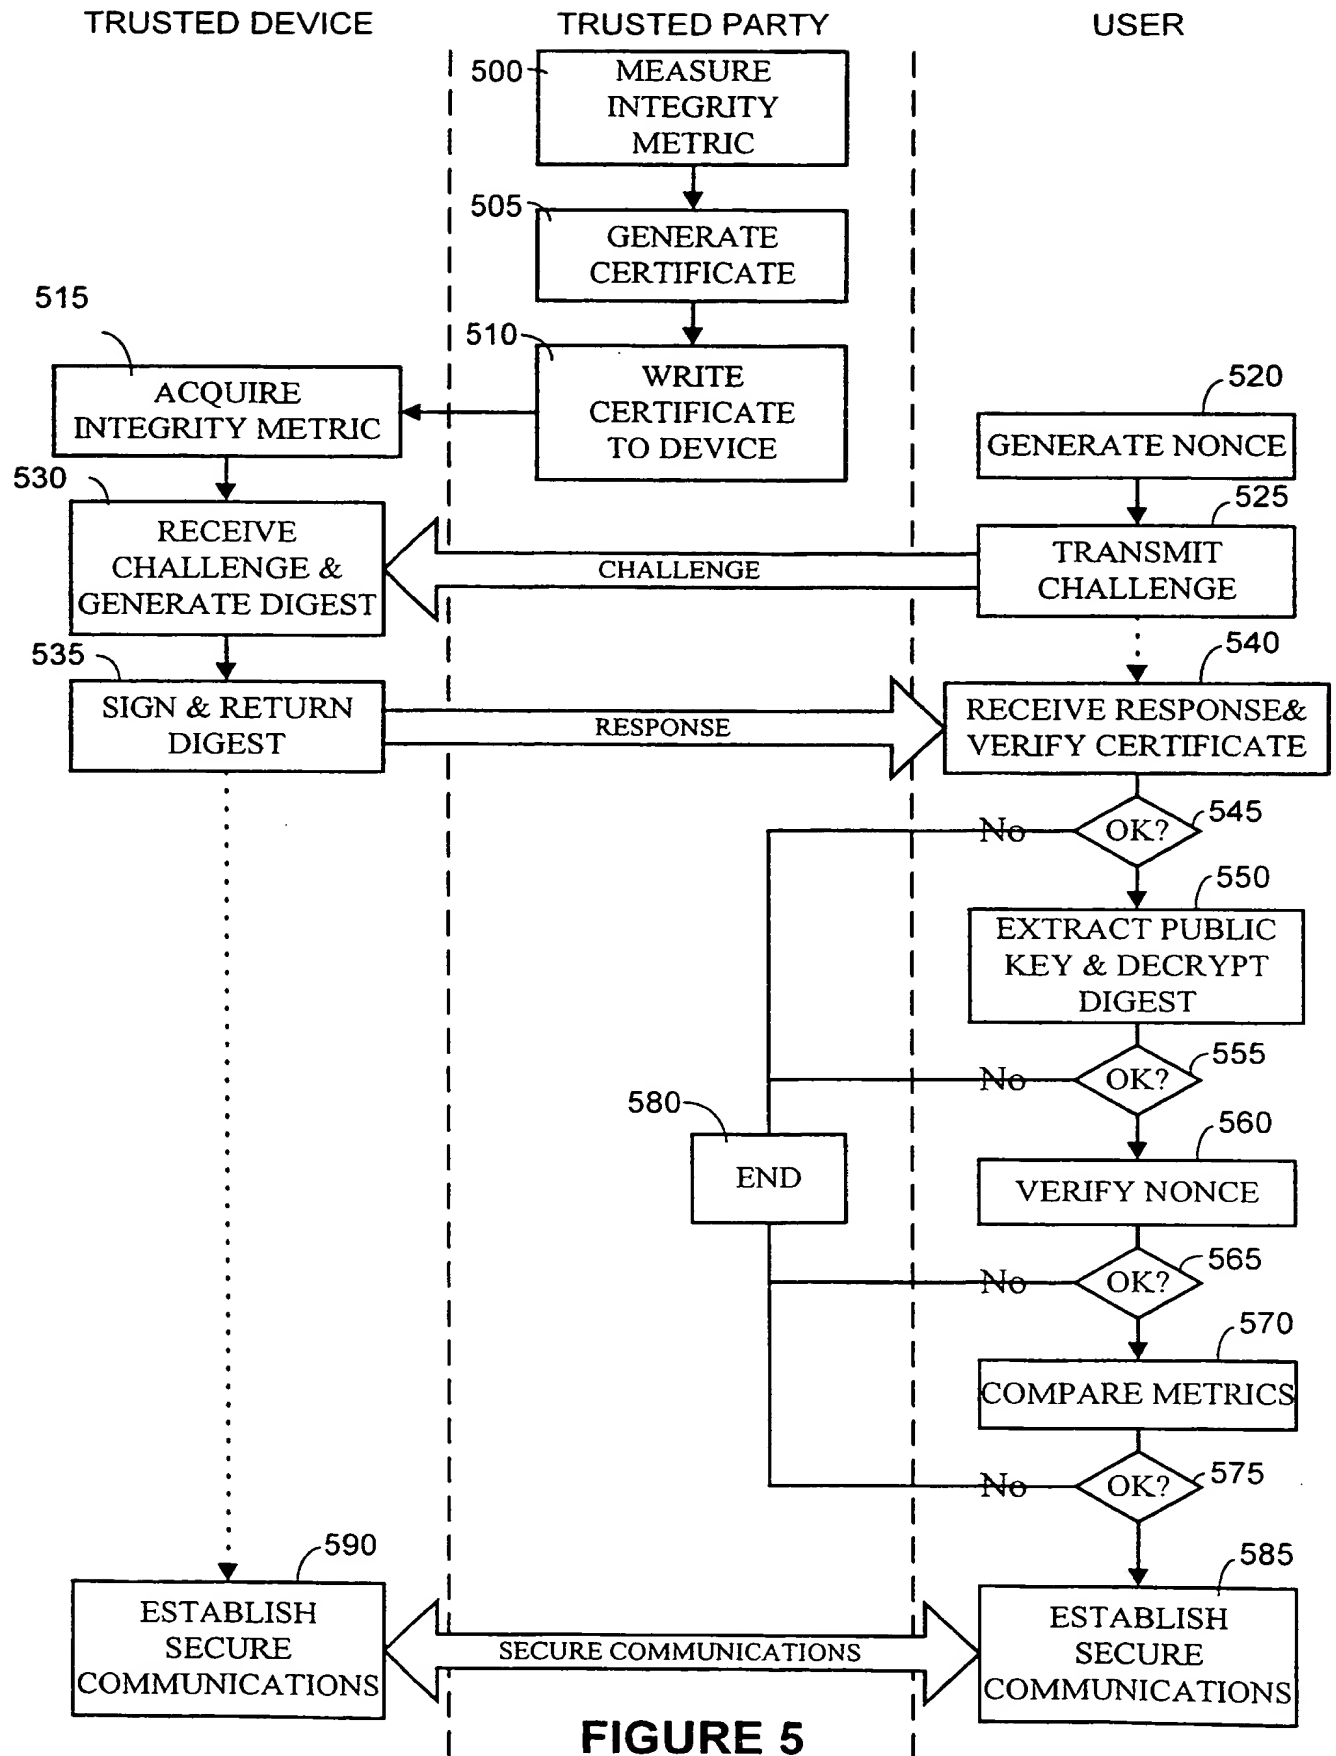 TRUSTED DEVICE
TRUSTED PARTY
USER
500
MEASURE
INTEGRITY
METRIC
505
GENERATE
CERTIFICATE
510
WRITE
CERTIFICATE
TO DEVICE
515
ACQUIRE
INTEGRITY METRIC
520
GENERATE NONCE
525
TRANSMIT
CHALLENGE
CHALLENGE
530
RECEIVE
CHALLENGE &
GENERATE DIGEST
535
SIGN & RETURN
DIGEST
RESPONSE
540
RECEIVE RESPONSE&
VERIFY CERTIFICATE
545
OK?
No
550
EXTRACT PUBLIC
KEY & DECRYPT
DIGEST
555
OK?
No
580
END
560
VERIFY NONCE
565
OK?
No
570
COMPARE METRICS
575
OK?
No
590
ESTABLISH
SECURE
COMMUNICATIONS
SECURE COMMUNICATIONS
585
ESTABLISH
SECURE
COMMUNICATIONS
FIGURE 5